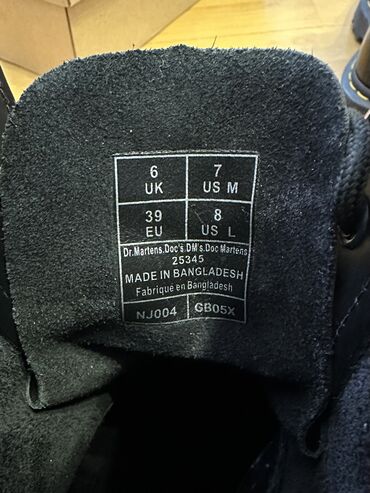 6 7
UK US M
39 8
EU US L
Dr.Martens.Doc's.DM's.Doc Martens
25345
MADE IN BANGLADESH
Fabrique en Bangladesh
NJ004 GB05X